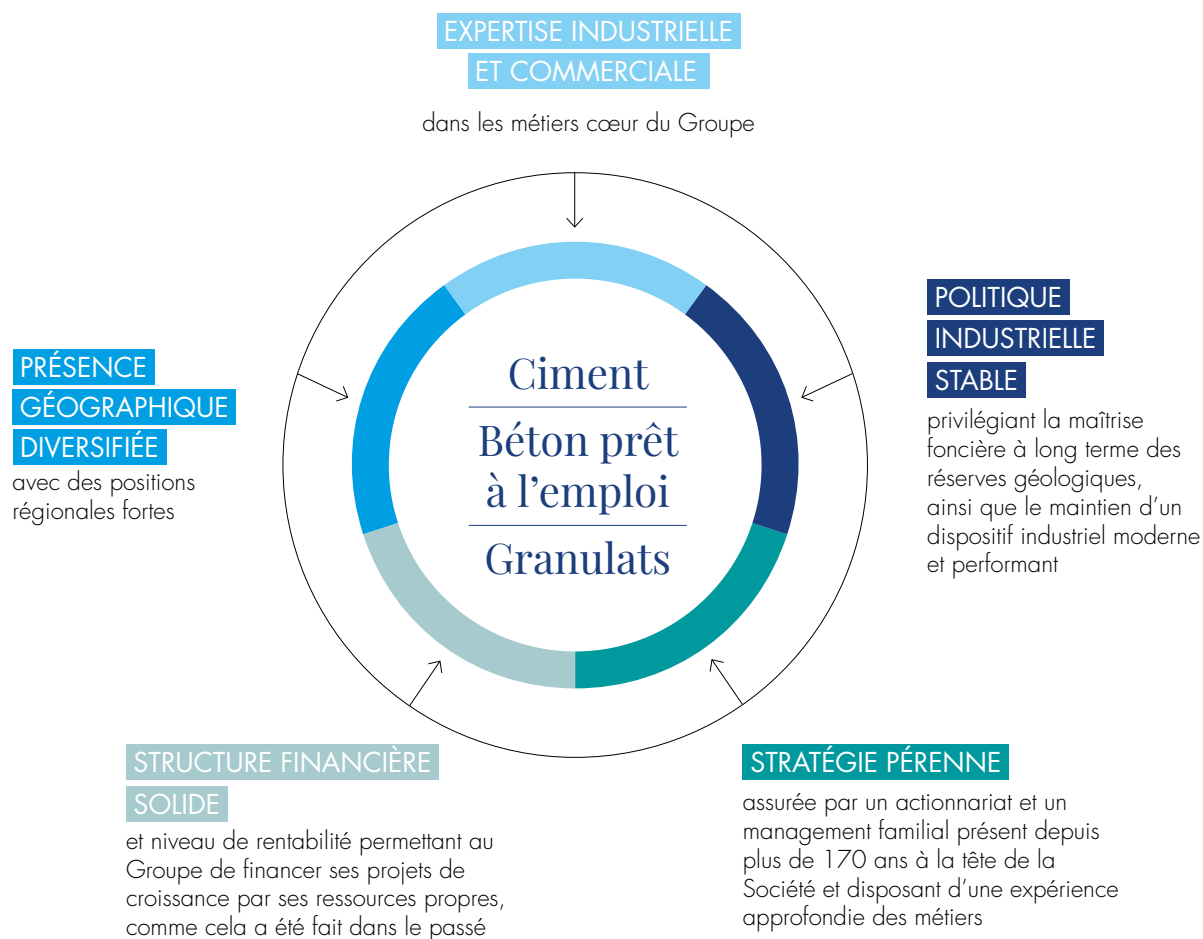 EXPERTISE INDUSTRIELLE
ET COMMERCIALE
dans les métiers cœur du Groupe
POLITIQUE
INDUSTRIELLE
STABLE
privilégiant la maîtrise
foncière à long terme des
réserves géologiques,
ainsi que le maintien d’un
dispositif industriel moderne
et performant
PRÉSENCE
GÉOGRAPHIQUE
DIVERSIFIÉE
avec des positions
régionales fortes
Ciment
Béton prêt
à l’emploi
Granulats
STRUCTURE FINANCIÈRE
SOLIDE
et niveau de rentabilité permettant au
Groupe de financer ses projets de
croissance par ses ressources propres,
comme cela a été fait dans le passé
STRATÉGIE PÉRENNE
assurée par un actionnariat et un
management familial présent depuis
plus de 170 ans à la tête de la
Société et disposant d’une expérience
approfondie des métiers